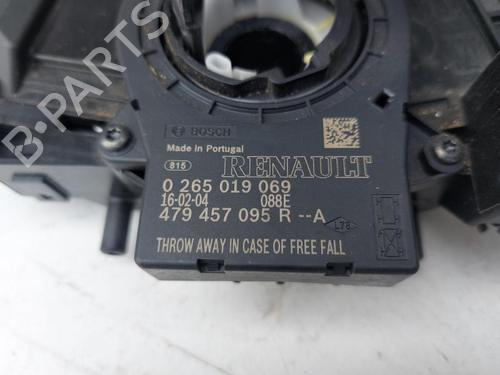 BOSCH
Made in Portugal
815
RENAULT
0 265 019 069
16-02-04 088E
479 457 095 R --A
L78
THROW AWAY IN CASE OF FREE FALL